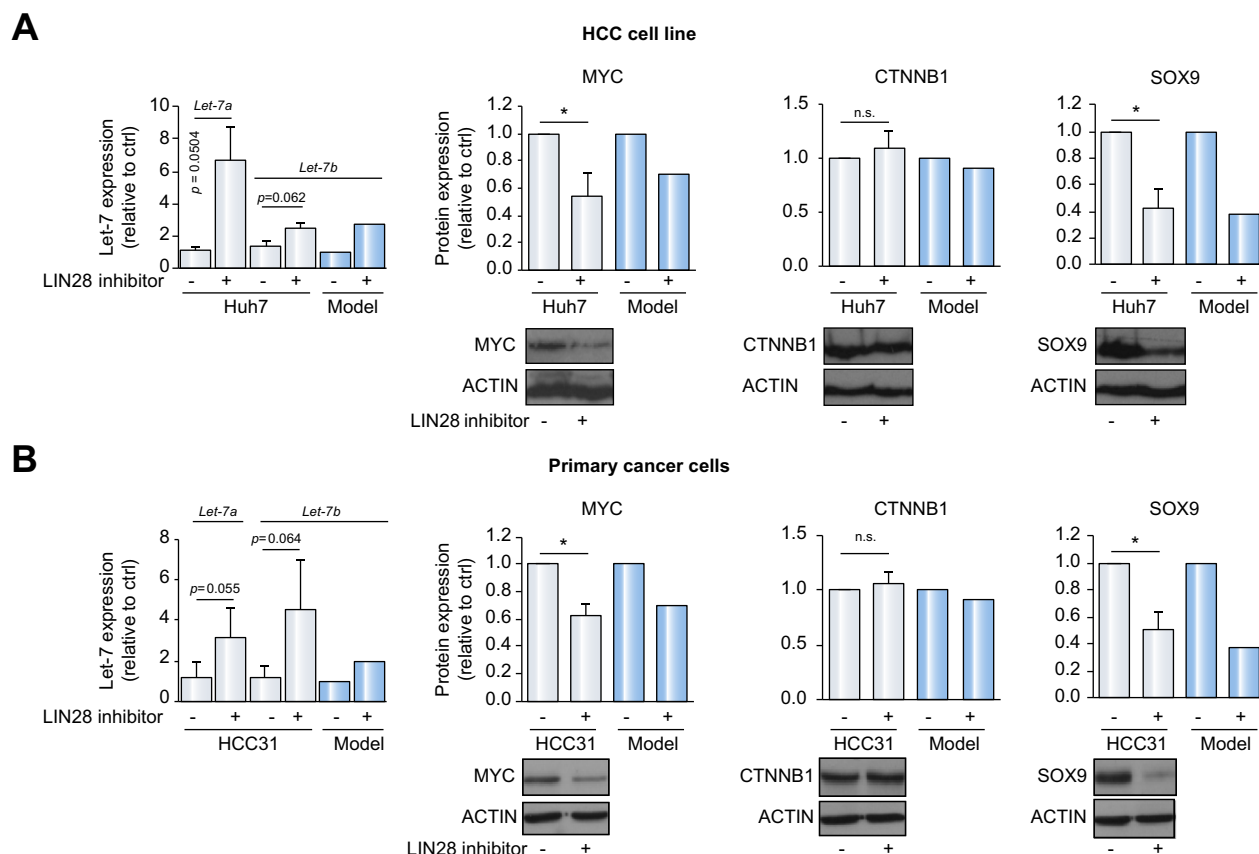 A
HCC cell line
MYC
CTNNB1
SOX9
Let-7 expression
(relative to ctrl)
10
8
6
4
2
0
Let-7a
p = 0.0504
Let-7b
p=0.062
LIN28 inhibitor
- + - + - +
Huh7
Model
Protein expression
(relative to ctrl)
1.2
1.0
0.8
0.6
0.4
0.2
0.0
*
- + - +
Huh7
Model
1.5
1.0
0.5
0.0
n.s.
- + - +
Huh7
Model
1.2
1.0
0.8
0.6
0.4
0.2
0.0
*
- + - +
Huh7
Model
MYC
ACTIN
LIN28 inhibitor - +
CTNNB1
ACTIN
- +
SOX9
ACTIN
- +
B
Primary cancer cells
MYC
CTNNB1
SOX9
Let-7 expression
(relative to ctrl)
8
6
4
2
0
Let-7a
Let-7b
p=0.055
p=0.064
LIN28 inhibitor
- + - + - +
HCC31
Model
Protein expression
(relative to ctrl)
1.2
1.0
0.8
0.6
0.4
0.2
0.0
*
- + - +
HCC31
Model
1.5
1.0
0.5
0.0
n.s.
- + - +
HCC31
Model
1.2
1.0
0.8
0.6
0.4
0.2
0.0
*
- + - +
HCC31
Model
MYC
ACTIN
LIN28 inhibitor - +
CTNNB1
ACTIN
- +
SOX9
ACTIN
- +